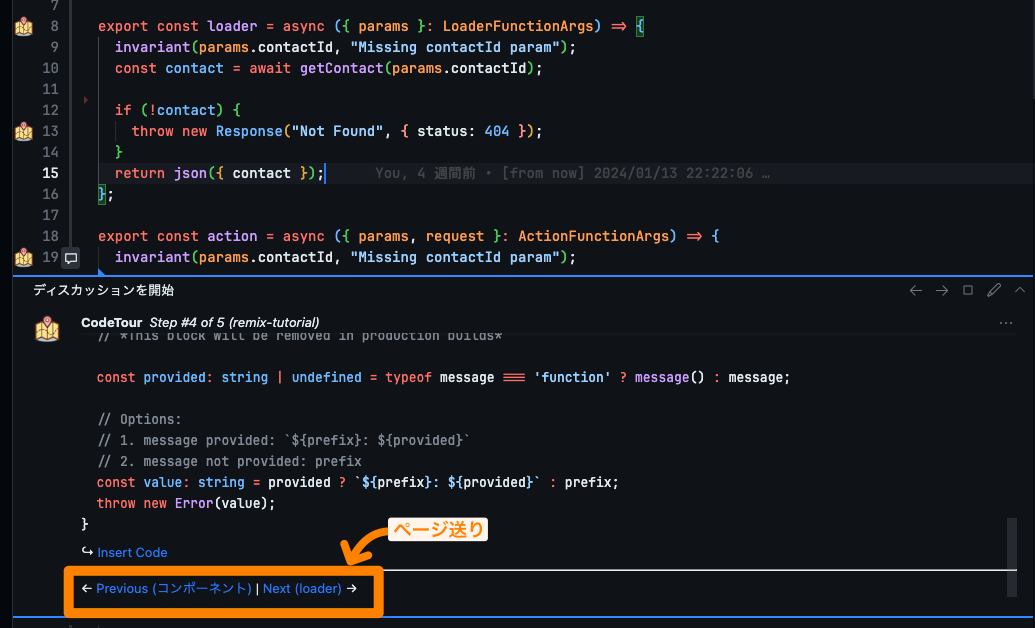 7
8 export const loader = async ({ params }: LoaderFunctionArgs) => {
9 invariant(params.contactId, "Missing contactId param");
10 const contact = await getContact(params.contactId);
11
12 if (!contact) {
13 throw new Response("Not Found", { status: 404 });
14 }
15 return json({ contact }); You, 4 週間前 • [from now] 2024/01/13 22:22:06 …
16 };
17
18 export const action = async ({ params, request }: ActionFunctionArgs) => {
19 invariant(params.contactId, "Missing contactId param");
ディスカッションを開始
CodeTour Step #4 of 5 (remix-tutorial)
// *This block will be removed in production builds*
const provided: string | undefined = typeof message === 'function' ? message() : message;
// Options:
// 1. message provided: `${prefix}: ${provided}`
// 2. message not provided: prefix
const value: string = provided ? `${prefix}: ${provided}` : prefix;
throw new Error(value);
}
↪ Insert Code
ページ送り
← Previous (コンポーネント) | Next (loader) →